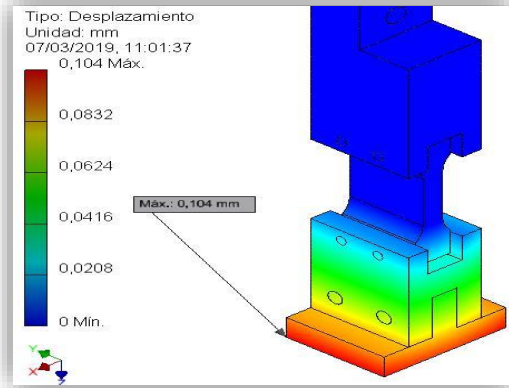 Tipo: Desplazamiento
Unidad: mm
07/03/2019, 11:01:37
0,104 Máx.
0,0832
0,0624
Máx.: 0,104 mm
0,0416
0,0208
0 Mín.
Y
X
Z